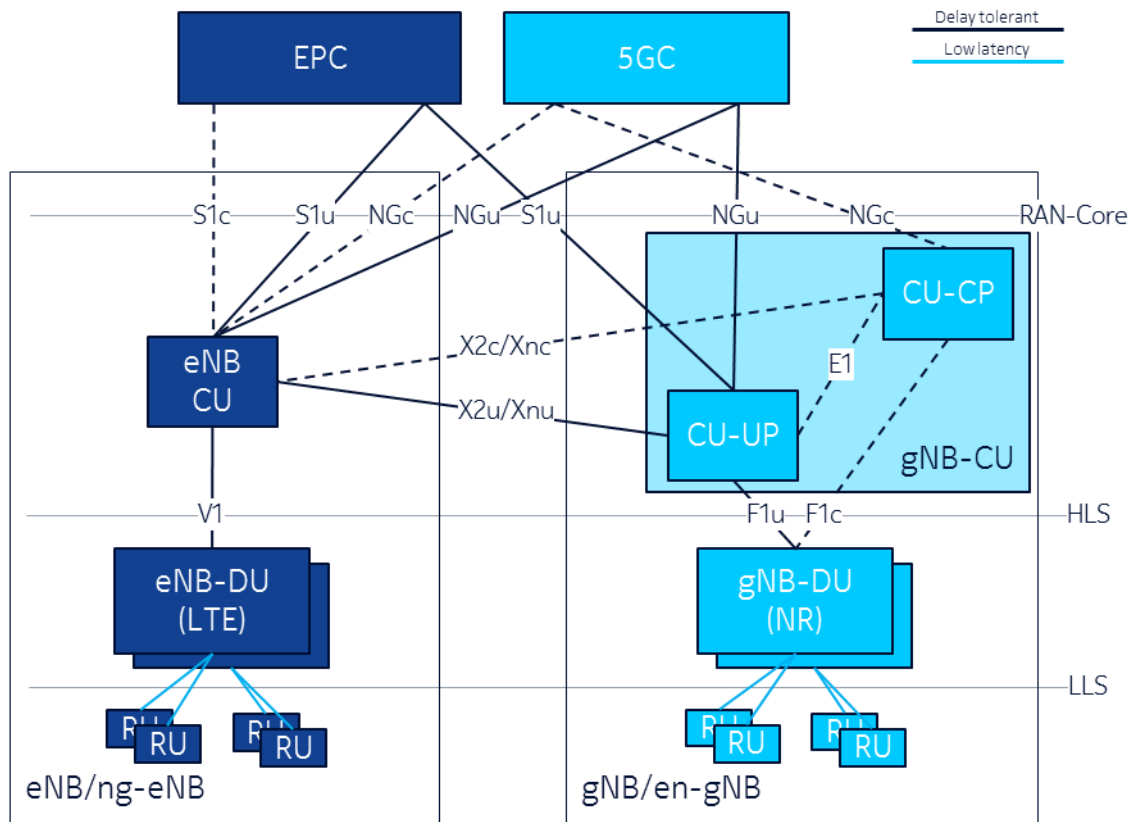 Delay tolerant
EPC
5GC
Low latency
S1c
S1u
NGc
NGu
S1u
NGu
NGc
RAN-Core
CU-CP
eNB
CU
X2c/Xnc
E1
X2u/Xnu
CU-UP
gNB-CU
V1
F1u
F1c
HLS
eNB-DU
(LTE)
gNB-DU
(NR)
LLS
RU
RU
RU
RU
RU
RU
RU
RU
eNB/ng-eNB
gNB/en-gNB